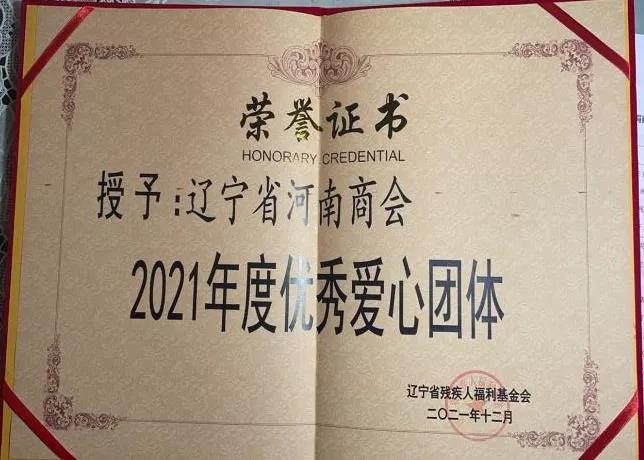 荣誉证书
HONORARY CREDENTIAL
授予:辽宁省河南商会
2021年度优秀爱心团体
辽宁省残疾人福利基金会
二〇二一年十二月